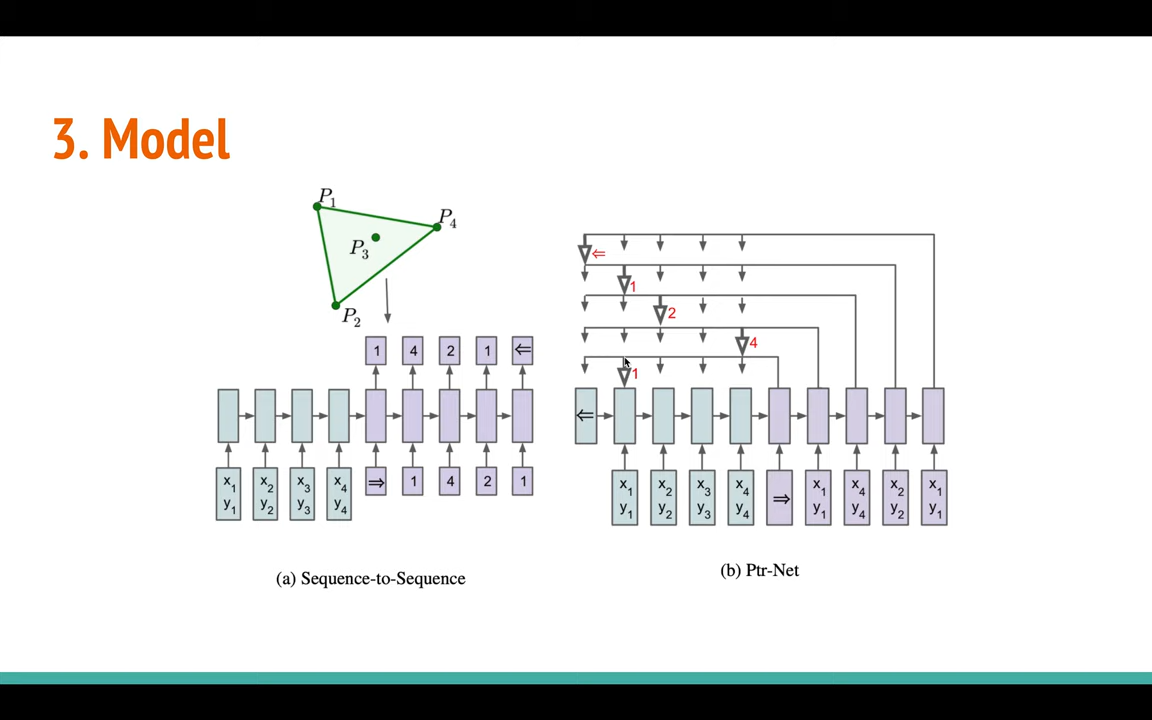 3. Model
P1
P4
P3
P2
1 4 2 1 ⇐
x1 x2 x3 x4 ⇒ 1 4 2 1
y1 y2 y3 y4
(a) Sequence-to-Sequence
⇐
1
2
4
1
⇐
x1 x2 x3 x4 ⇒ x1 x4 x2 x1
y1 y2 y3 y4 y1 y4 y2 y1
(b) Ptr-Net